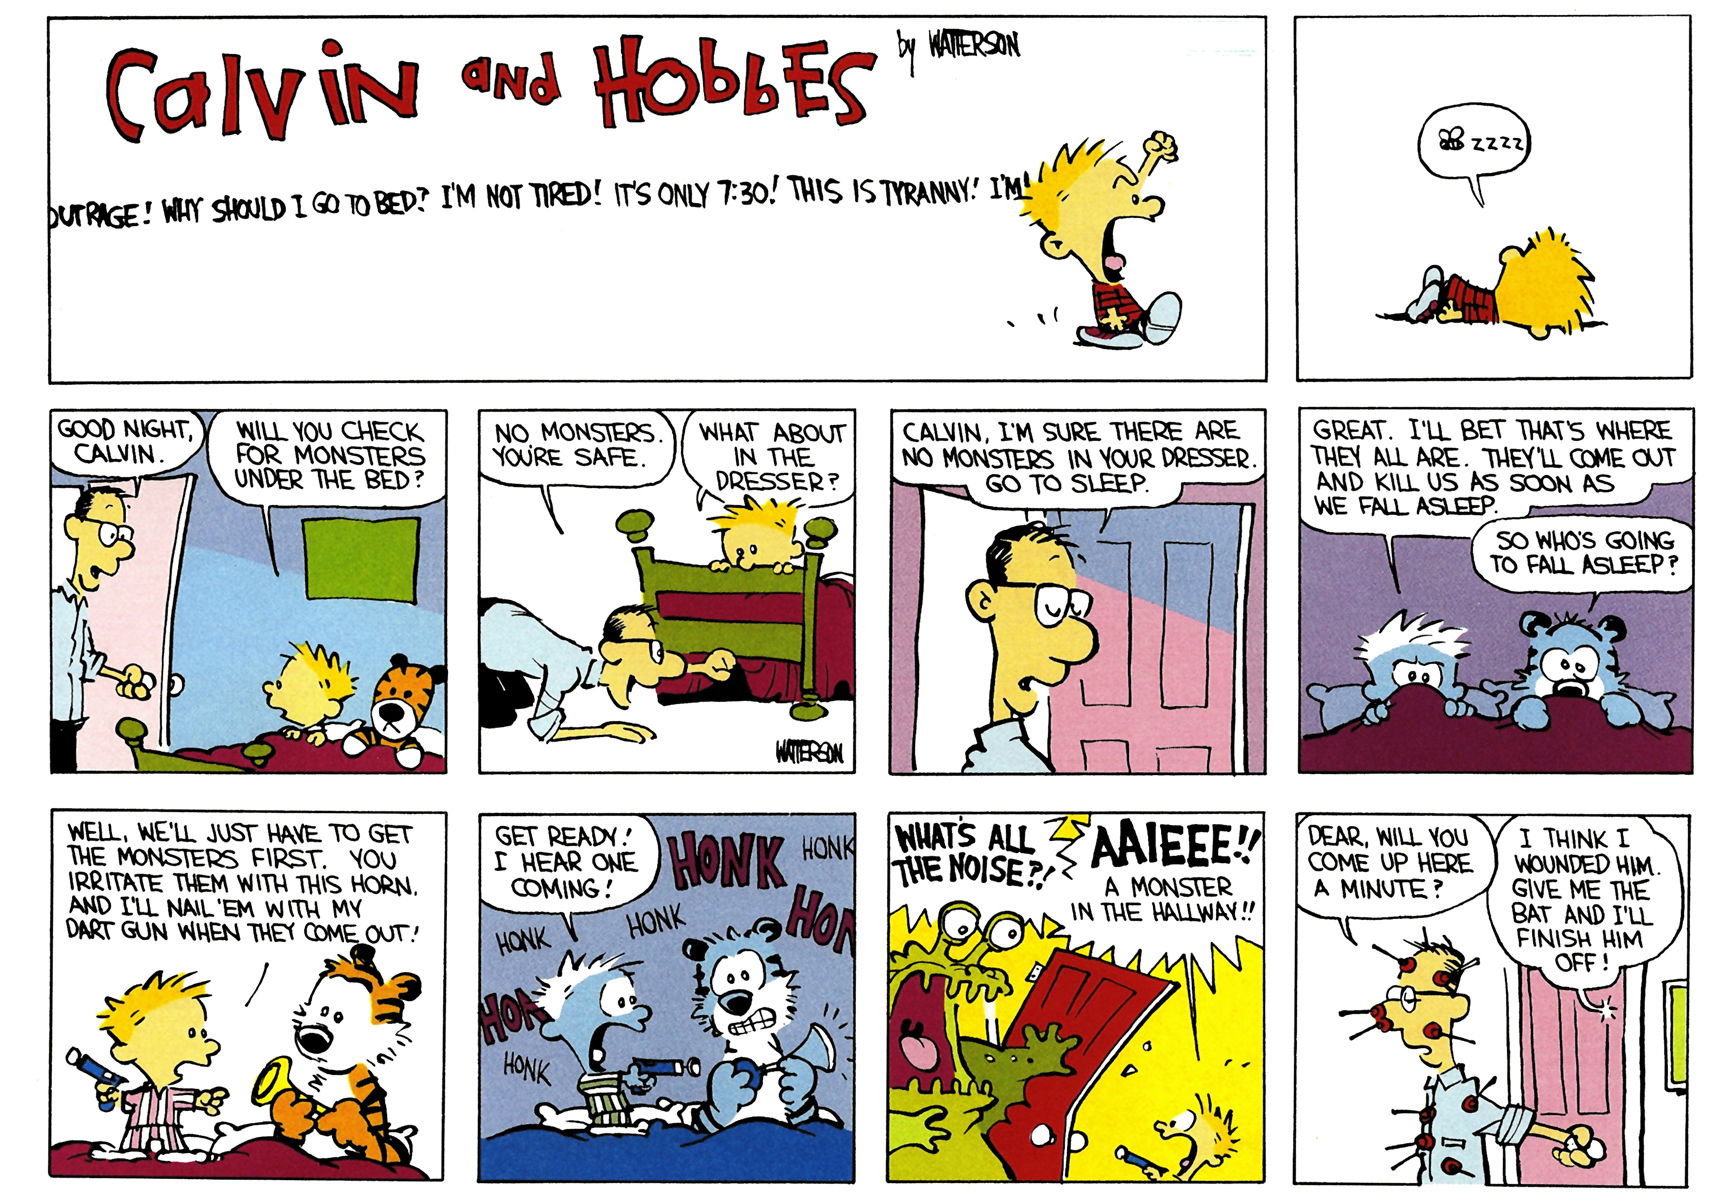 Calvin and Hobbes by WATTERSON
OUTRAGE! WHY SHOULD I GO TO BED? I'M NOT TIRED! IT'S ONLY 7:30! THIS IS TYRANNY! I'M!
ZZZZ
GOOD NIGHT,
CALVIN.
WILL YOU CHECK
FOR MONSTERS
UNDER THE BED?
NO MONSTERS.
YOU'RE SAFE.
WHAT ABOUT
IN THE
DRESSER?
WATTERSON
CALVIN, I'M SURE THERE ARE
NO MONSTERS IN YOUR DRESSER.
GO TO SLEEP.
GREAT. I'LL BET THAT'S WHERE
THEY ALL ARE. THEY'LL COME OUT
AND KILL US AS SOON AS
WE FALL ASLEEP.
SO WHO'S GOING
TO FALL ASLEEP?
WELL, WE'LL JUST HAVE TO GET
THE MONSTERS FIRST. YOU
IRRITATE THEM WITH THIS HORN,
AND I'LL NAIL 'EM WITH MY
DART GUN WHEN THEY COME OUT!
GET READY!
I HEAR ONE
COMING!
HONK
HONK
HON
HONK
HONK
HON
HONK
WHAT'S ALL
THE NOISE?!
AAIEEE!!
A MONSTER
IN THE HALLWAY!!
DEAR, WILL YOU
COME UP HERE
A MINUTE?
I THINK I
WOUNDED HIM.
GIVE ME THE
BAT AND I'LL
FINISH HIM
OFF!